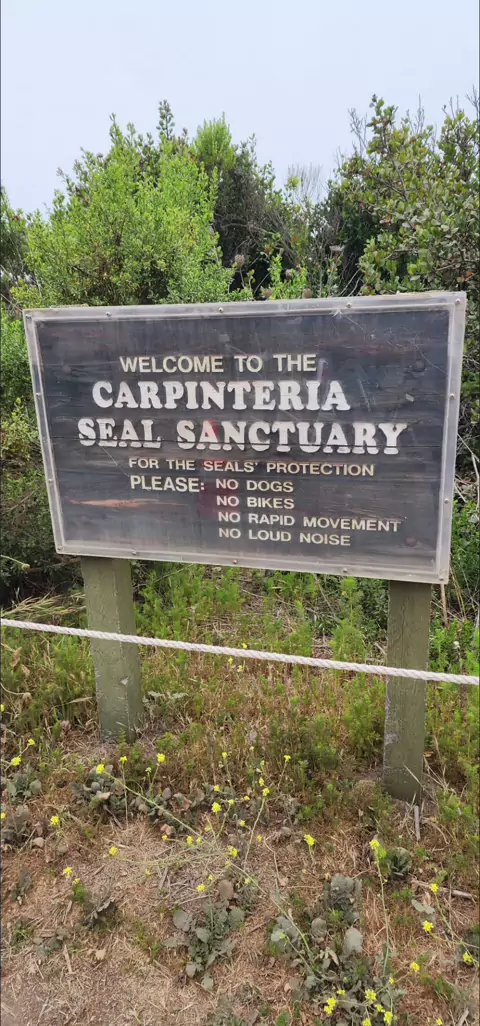 WELCOME TO THE
CARPINTERIA
SEAL SANCTUARY
FOR THE SEALS' PROTECTION
PLEASE: NO DOGS
NO BIKES
NO RAPID MOVEMENT
NO LOUD NOISE